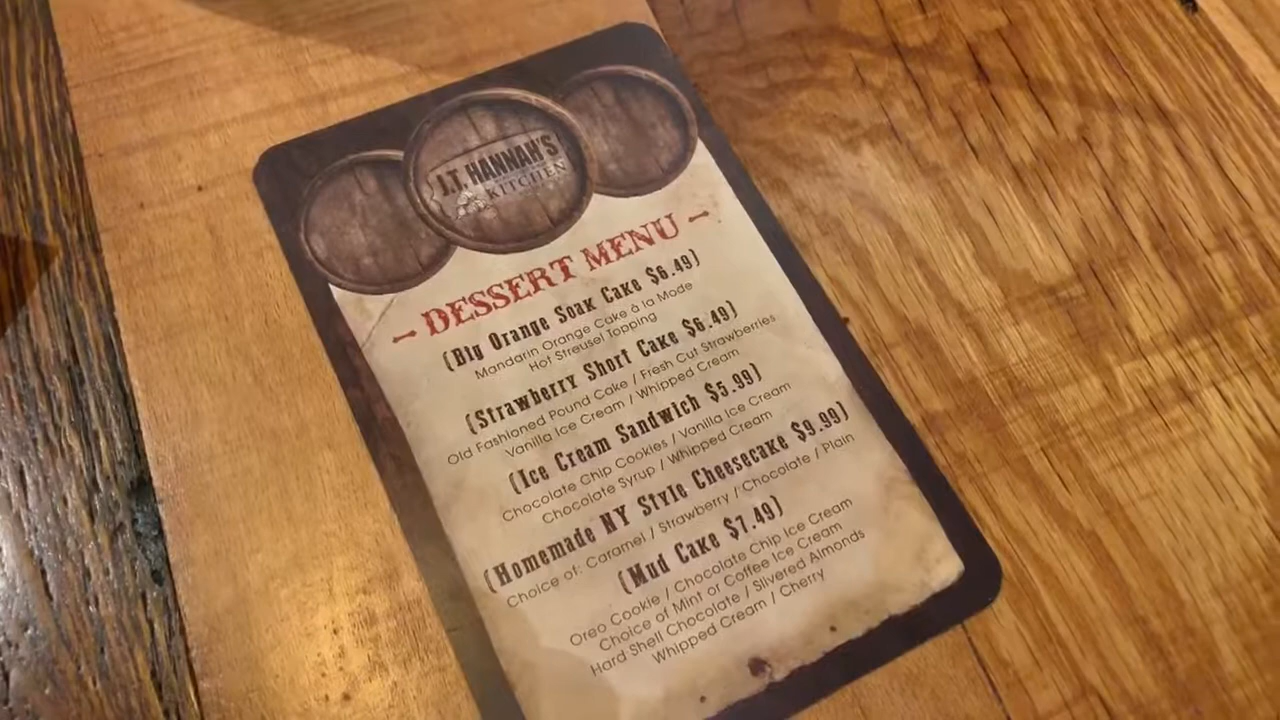 J.T. HANNAH'S
KITCHEN
DESSERT MENU
(Big Orange Soak Cake $6.49)
Mandarin Orange Cake à la Mode
Hot Streusel Topping
(Strawberry Short Cake $6.49)
Old Fashioned Pound Cake / Fresh Cut Strawberries
Vanilla Ice Cream / Whipped Cream
(Ice Cream Sandwich $5.99)
Chocolate Chip Cookies / Vanilla Ice Cream
Chocolate Syrup / Whipped Cream
(Homemade NY Style Cheesecake $9.99)
Choice of: Caramel / Strawberry / Chocolate / Plain
(Mud Cake $7.49)
Oreo Cookie / Chocolate Chip Ice Cream
Choice of Mint or Coffee Ice Cream
Hard Shell Chocolate / Slivered Almonds
Whipped Cream / Cherry